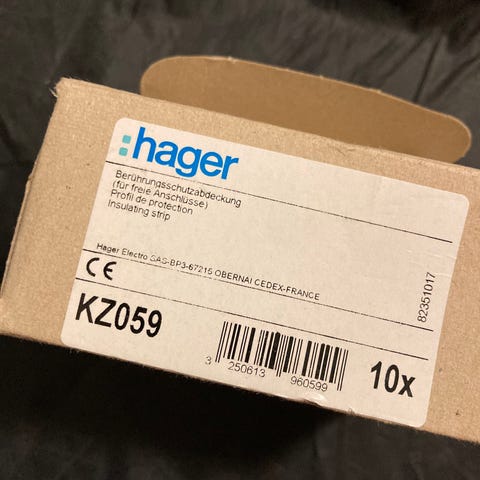 hager
Berührungsschutzabdeckung
(für freie Anschlüsse)
Profil de protection
Insulating strip
Hager Electro SAS-BP3-67215 OBERNAI CEDEX-FRANCE
82351017
CE
KZ059
3 250613 960599
10x